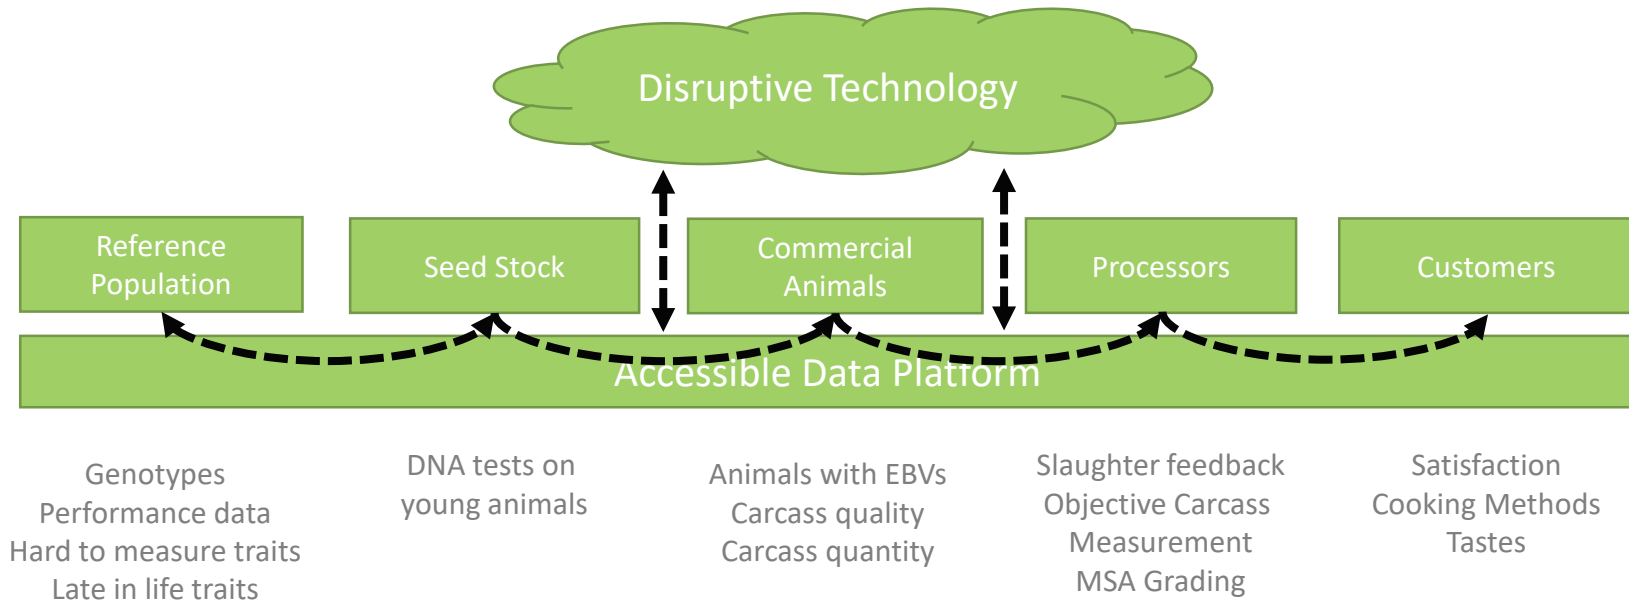 Disruptive Technology
Reference
Population
Seed Stock
Commercial
Animals
Processors
Customers
Accessible Data Platform
Genotypes
Performance data
Hard to measure traits
Late in life traits
DNA tests on
young animals
Animals with EBVs
Carcass quality
Carcass quantity
Slaughter feedback
Objective Carcass
Measurement
MSA Grading
Satisfaction
Cooking Methods
Tastes